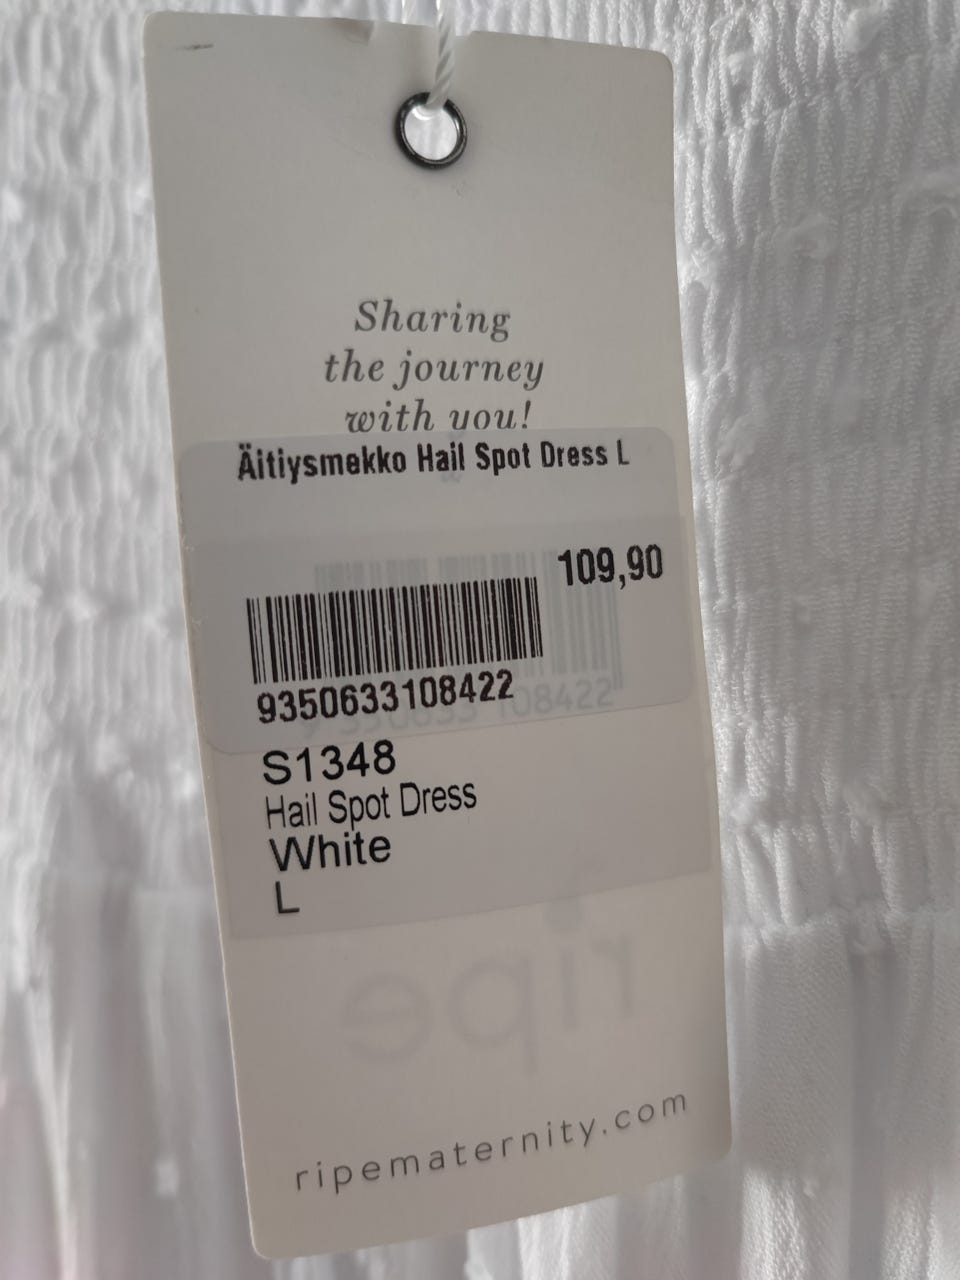 Sharing
the journey
with you!
Äitiysmekko Hail Spot Dress L
109,90
9350633108422
S1348
Hail Spot Dress
White
L
ripe
ripematernity.com